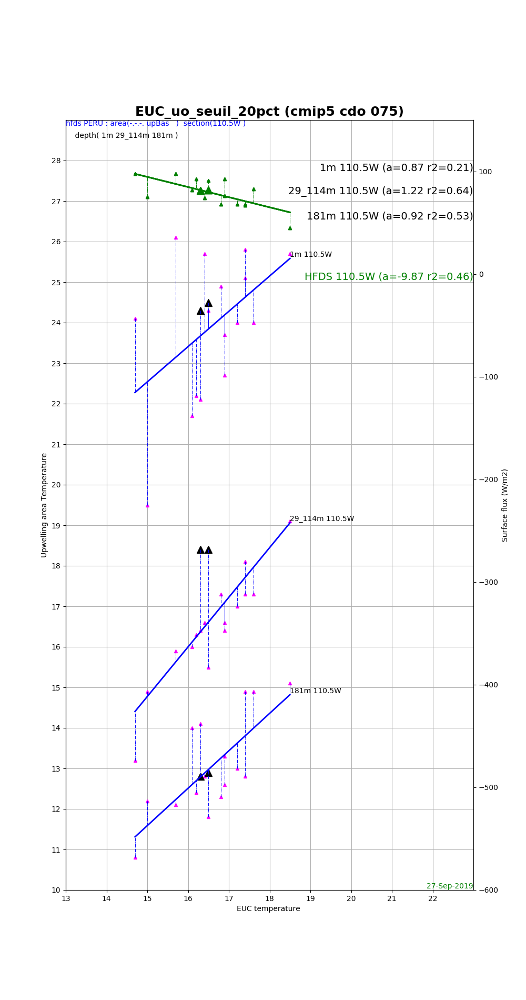 EUC_uo_seuil_20pct (cmip5 cdo 075)
hfds PERU : area(-.-.-. upBas   )  section(110.5W )
depth( 1m 29_114m 181m )
28
1m 110.5W (a=0.87 r2=0.21)
100
29_114m 110.5W (a=1.22 r2=0.64)
27
181m 110.5W (a=0.92 r2=0.53)
26
1m 110.5W
25
HFDS 110.5W (a=-9.87 r2=0.46)
0
24
23
−100
22
21
20
−200
19
29_114m 110.5W
18
−300
17
16
15
181m 110.5W
−400
14
13
−500
12
11
10
27-Sep-2019
−600
Upwelling area Temperature
Surface flux (W/m2)
13 14 15 16 17 18 19 20 21 22
EUC temperature